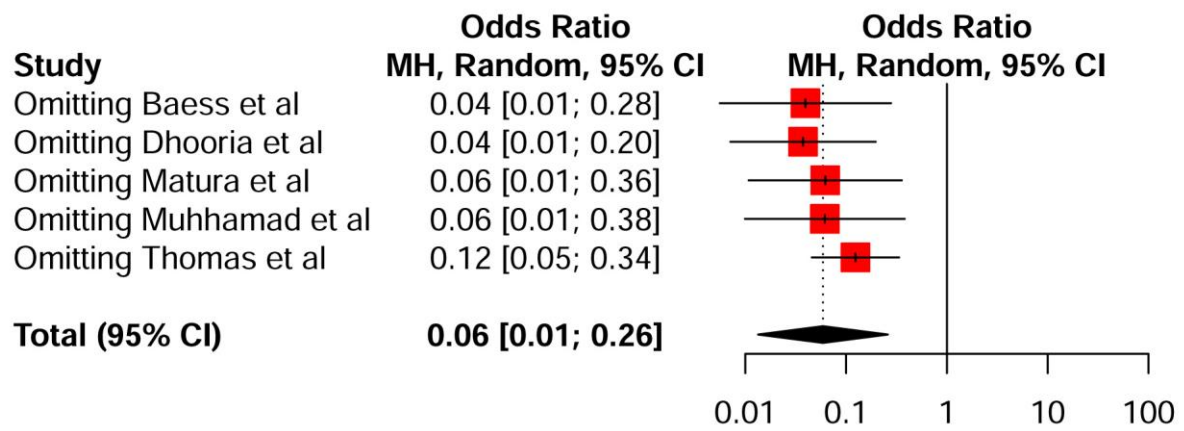 Odds Ratio Odds Ratio
Study MH, Random, 95% CI MH, Random, 95% CI
Omitting Baess et al 0.04 [0.01; 0.28]
Omitting Dhooria et al 0.04 [0.01; 0.20]
Omitting Matura et al 0.06 [0.01; 0.36]
Omitting Muhhamad et al 0.06 [0.01; 0.38]
Omitting Thomas et al 0.12 [0.05; 0.34]
Total (95% CI) 0.06 [0.01; 0.26]
0.01 0.1 1 10 100